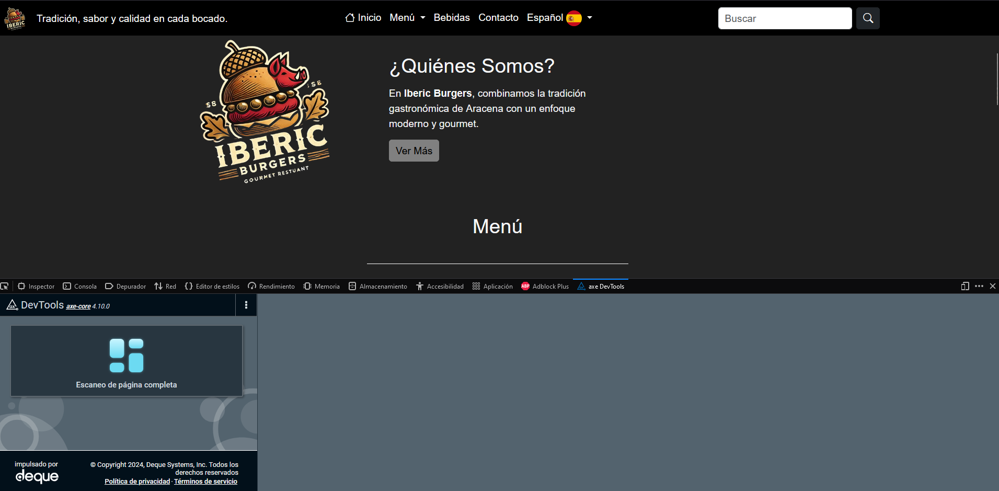 IBERIC
BURGERS
Tradición, sabor y calidad en cada bocado.
Inicio
Menú
Bebidas
Contacto
Español
Buscar
SB
SB
IBERIC
BURGERS
GOURMET RESTUANT
¿Quiénes Somos?
En Iberic Burgers, combinamos la tradición
gastronómica de Aracena con un enfoque
moderno y gourmet.
Ver Más
Menú
Inspector
Consola
Depurador
Red
Editor de estilos
Rendimiento
Memoria
Almacenamiento
Accesibilidad
Aplicación
ABP
Adblock Plus
axe DevTools
ax DevTools axe-core 4.10.0
Escaneo de página completa
impulsado por
deque
© Copyright 2024, Deque Systems, Inc. Todos los
derechos reservados
Política de privacidad · Términos de servicio